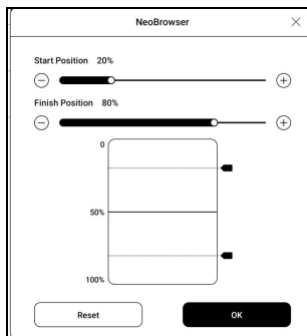 NeoBrowser
Start Position 20%
Finish Position 80%
0
50%
100%
Reset
OK